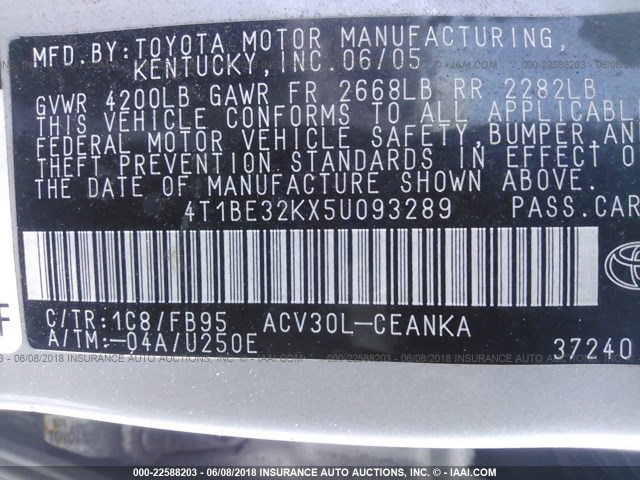 MFD. BY: TOYOTA MOTOR MANUFACTURING,
KENTUCKY, INC. 06/05
GVWR 4200LB GAWR FR 2668LB RR 2282LB
THIS VEHICLE CONFORMS TO ALL APPLICABL
FEDERAL MOTOR VEHICLE SAFETY, BUMPER, AN
THEFT PREVENTION STANDARDS IN EFFECT O
THE DATE OF MANUFACTURE SHOWN ABOVE.
4T1BE32KX5U093289 PASS.CAR
C/TR:1C8/FB95 ACV30L-CEANKA
A/TM:-04A/U250E
37240
F
000-22588203 - 06/08/2018 INSURANCE AUTO AUCTIONS, INC. © - IAAI.COM